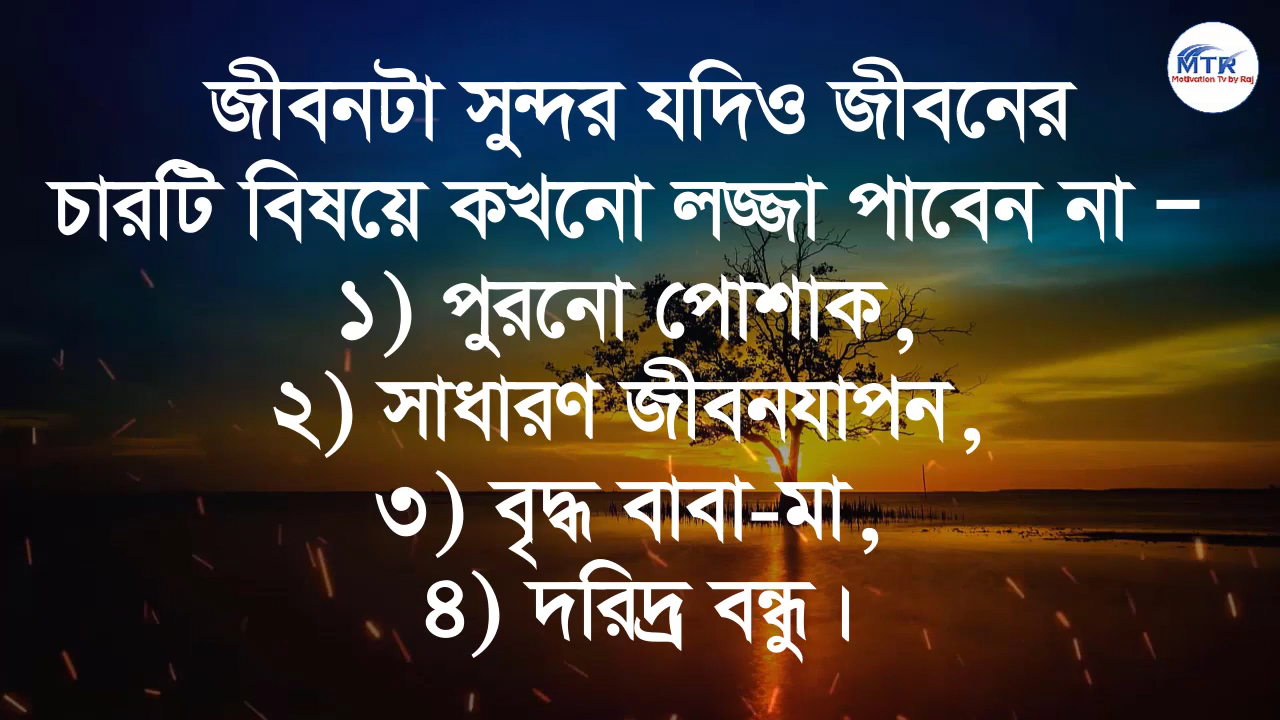 MTR
Motivation Tv by Raj
জীবনটা সুন্দর যদিও জীবনের
চারটি বিষয়ে কখনো লজ্জা পাবেন না –
১) পুরনো পোশাক,
২) সাধারণ জীবনযাপন,
৩) বৃদ্ধ বাবা-মা,
৪) দরিদ্র বন্ধু।